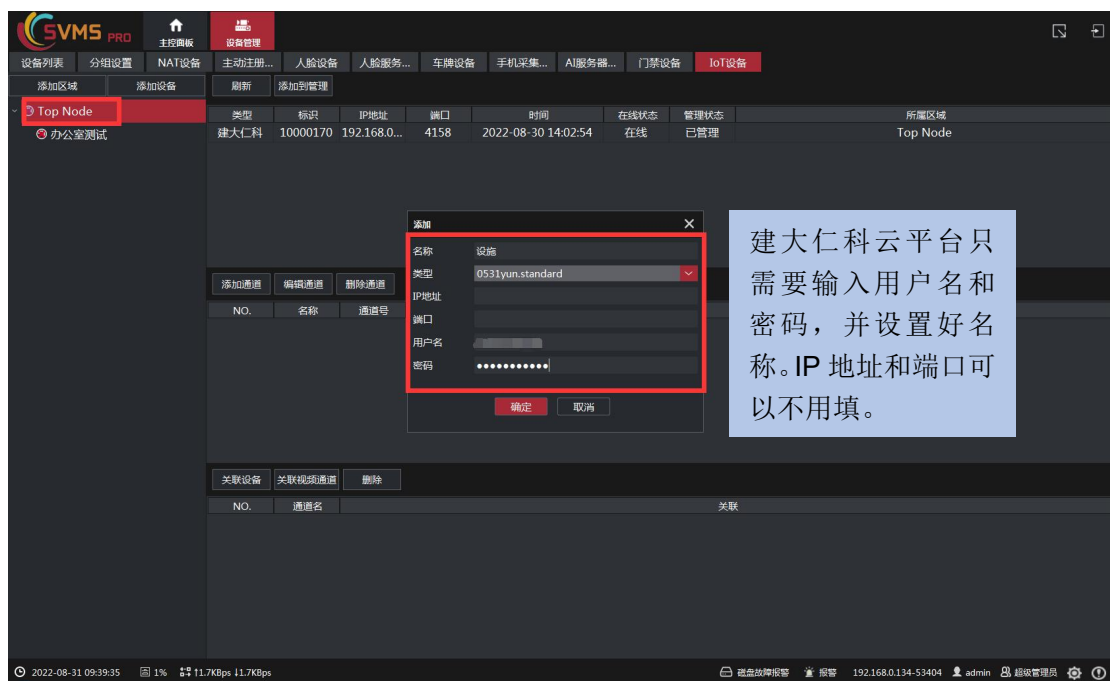 SVMS PRO
主控面板
设备管理
设备列表 分组设置 NAT设备 主动注册... 人脸设备 人脸服务... 车牌设备 手机采集... AI服务器... 门禁设备 IoT设备
添加区域 添加设备 刷新 添加到管理
Top Node
办公室测试
类型 标识 IP地址 端口 时间 在线状态 管理状态 所属区域
建大仁科 10000170 192.168.0... 4158 2022-08-30 14:02:54 在线 已管理 Top Node
添加
名称 设施
类型 0531yun.standard
IP地址
端口
用户名
密码
确定 取消
建大仁科云平台只
需要输入用户名和
密码，并设置好名
称。IP 地址和端口可
以不用填。
添加通道 编辑通道 删除通道
NO. 名称 通道号
关联设备 关联视频通道 删除
NO. 通道名 关联
2022-08-31 09:39:35 1% ↑1.7KBps ↓1.7KBps 磁盘故障报警 报警 192.168.0.134-53404 admin 超级管理员